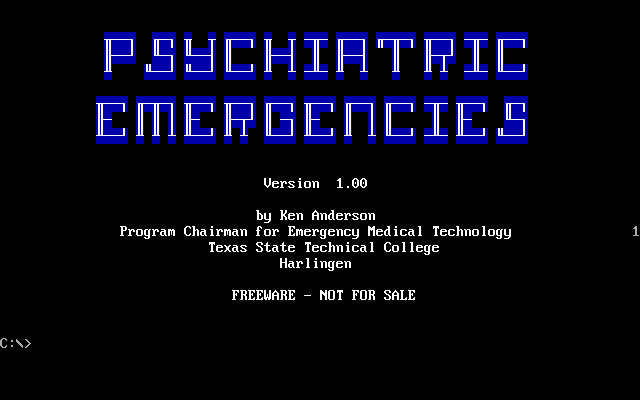 PSYCHIATRIC
EMERGENCIES
Version 1.00
by Ken Anderson
Program Chairman for Emergency Medical Technology
1
Texas State Technical College
Harlingen
FREEWARE - NOT FOR SALE
C:\>